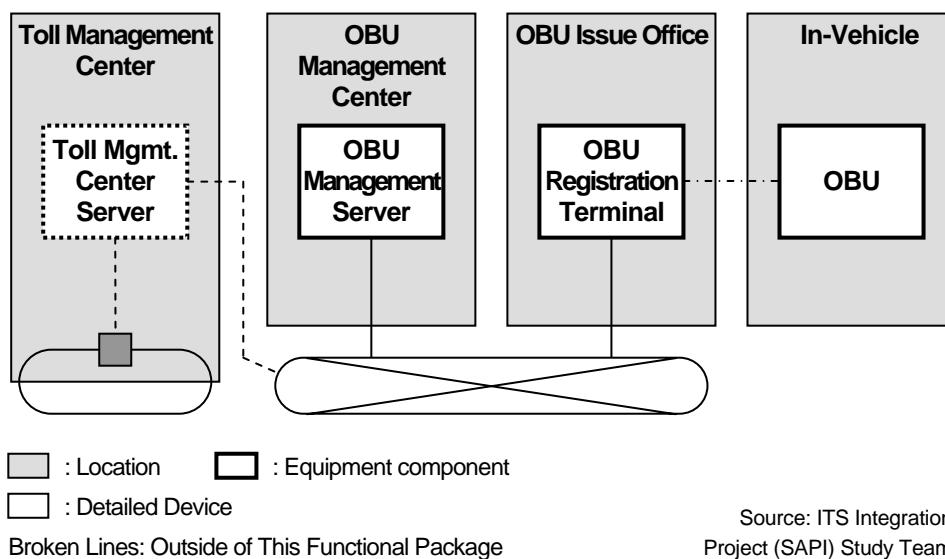 Toll Management
Center
OBU
Management
Center
OBU Issue Office
In-Vehicle
Toll Mgmt.
Center
Server
OBU
Management
Server
OBU
Registration
Terminal
OBU
: Location
: Equipment component
: Detailed Device
Broken Lines: Outside of This Functional Package
Source: ITS Integration
Project (SAPI) Study Team